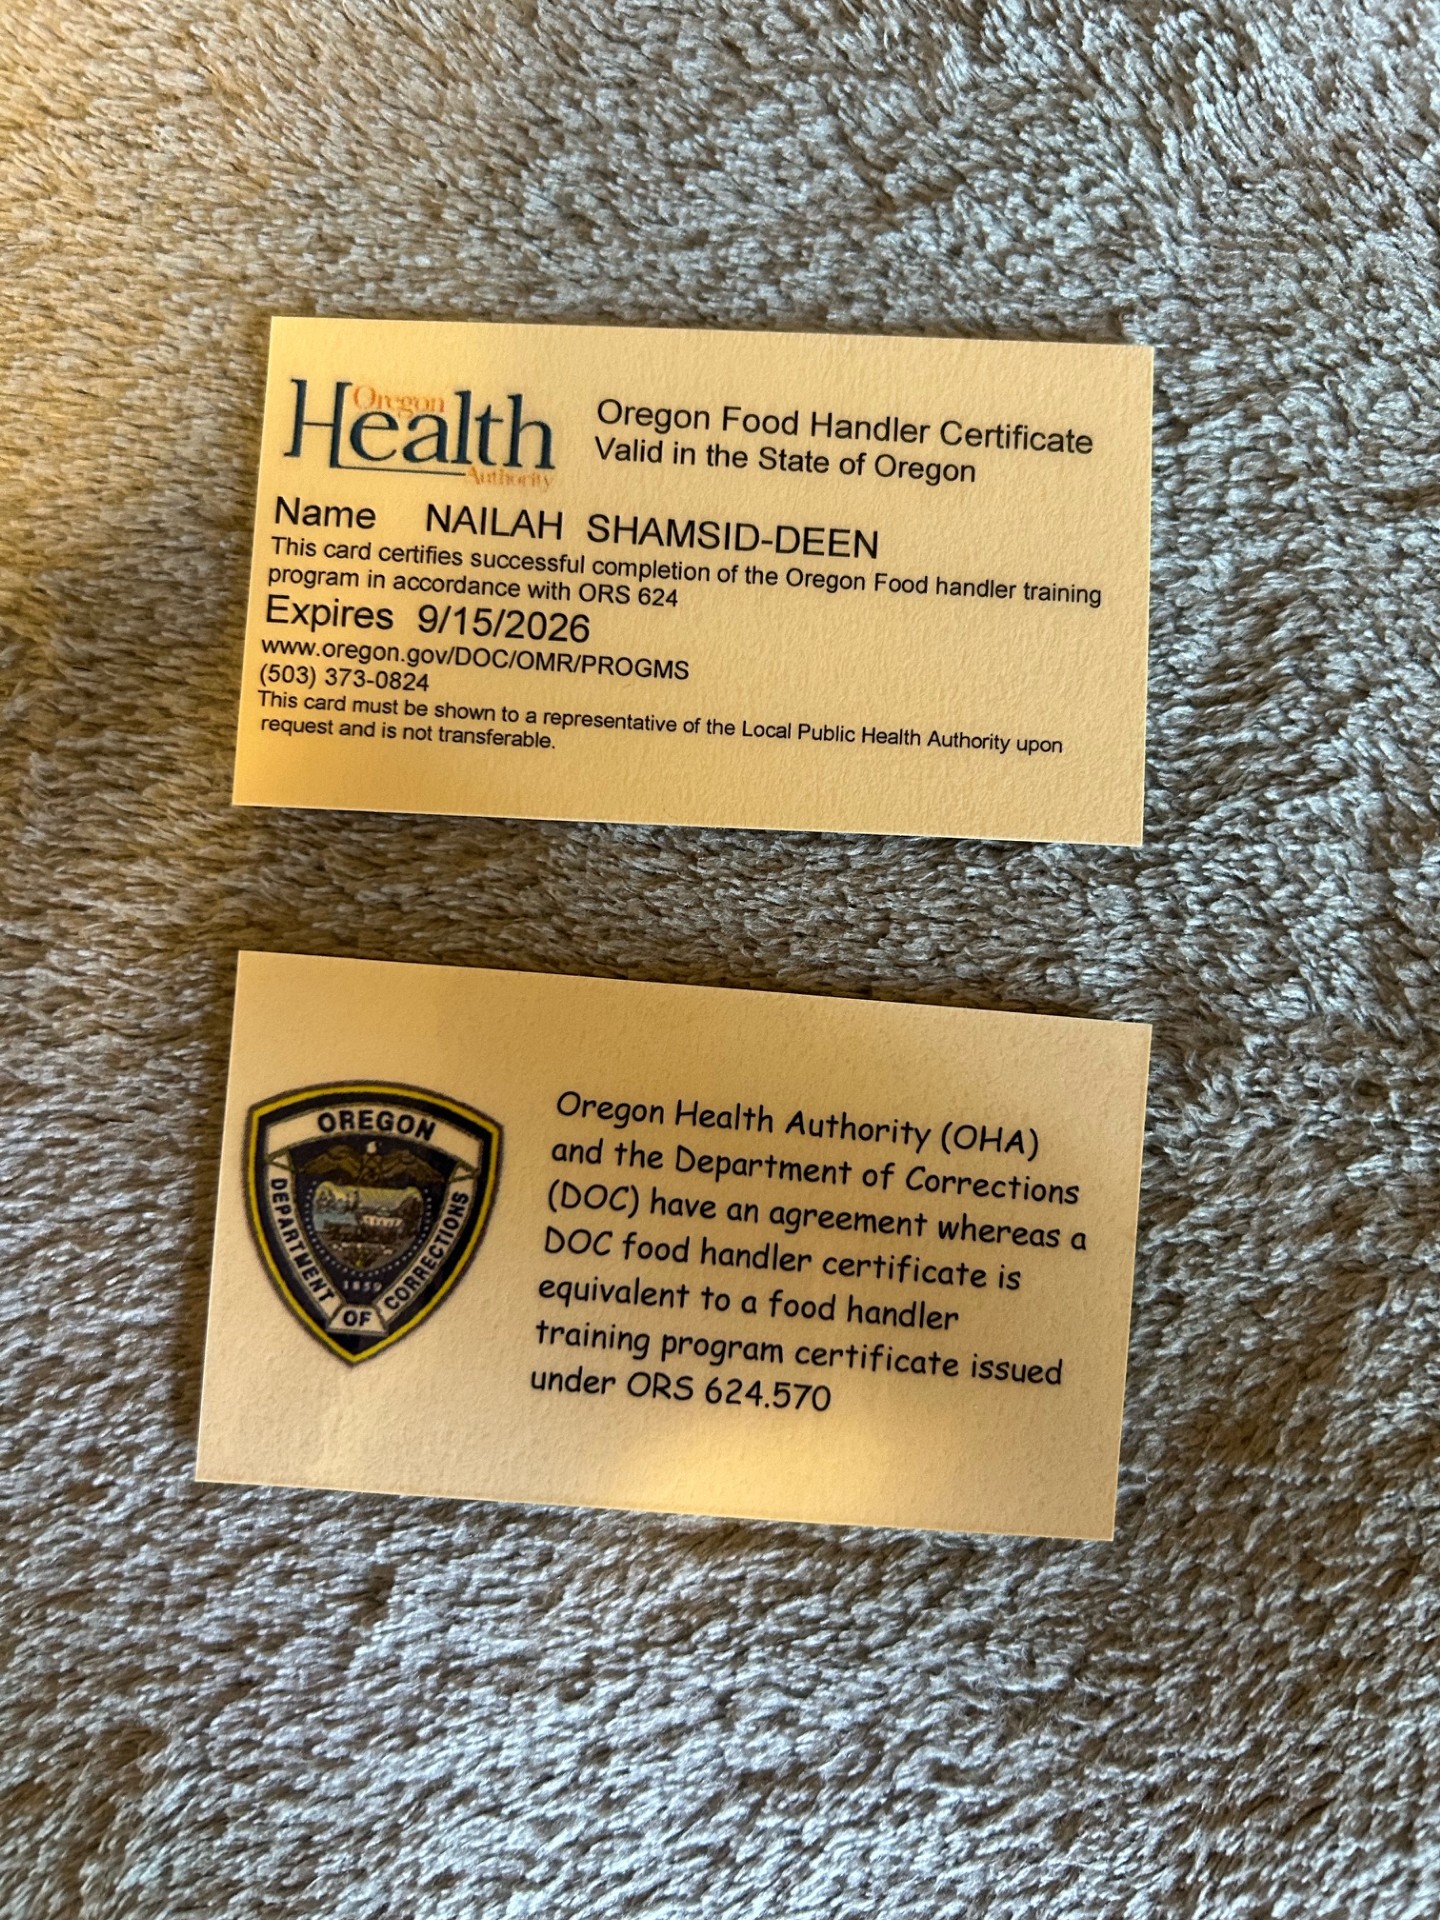 Oregon
Health
Authority
Oregon Food Handler Certificate
Valid in the State of Oregon
Name NAILAH SHAMSID-DEEN
This card certifies successful completion of the Oregon Food handler training
program in accordance with ORS 624
Expires 9/15/2026
www.oregon.gov/DOC/OMR/PROGMS
(503) 373-0824
This card must be shown to a representative of the Local Public Health Authority upon
request and is not transferable.
OREGON
DEPARTMENT
OF
CORRECTIONS
1859
Oregon Health Authority (OHA)
and the Department of Corrections
(DOC) have an agreement whereas a
DOC food handler certificate is
equivalent to a food handler
training program certificate issued
under ORS 624.570